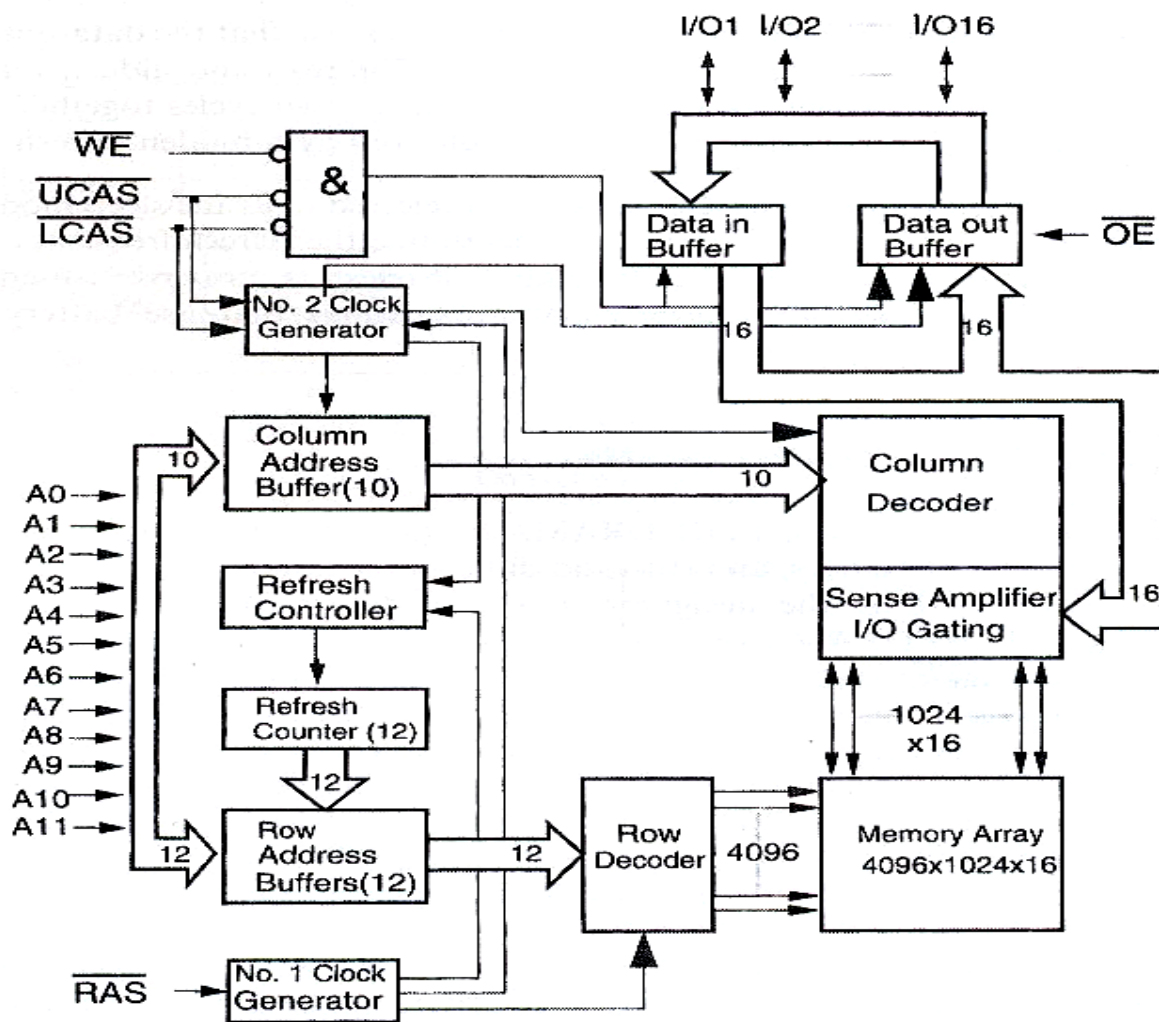 I/O1 I/O2 I/O16
WE
UCAS
LCAS
&
Data in
Buffer
Data out
Buffer
OE
No. 2 Clock
Generator
16
16
Column
Address
Buffer(10)
10
10
Column
Decoder
A0
A1
A2
A3
A4
A5
A6
A7
A8
A9
A10
A11
Refresh
Controller
Sense Amplifier
I/O Gating
16
Refresh
Counter (12)
1024
x16
12
12
Row
Address
Buffers(12)
12
Row
Decoder
4096
Memory Array
4096x1024x16
RAS
No. 1 Clock
Generator